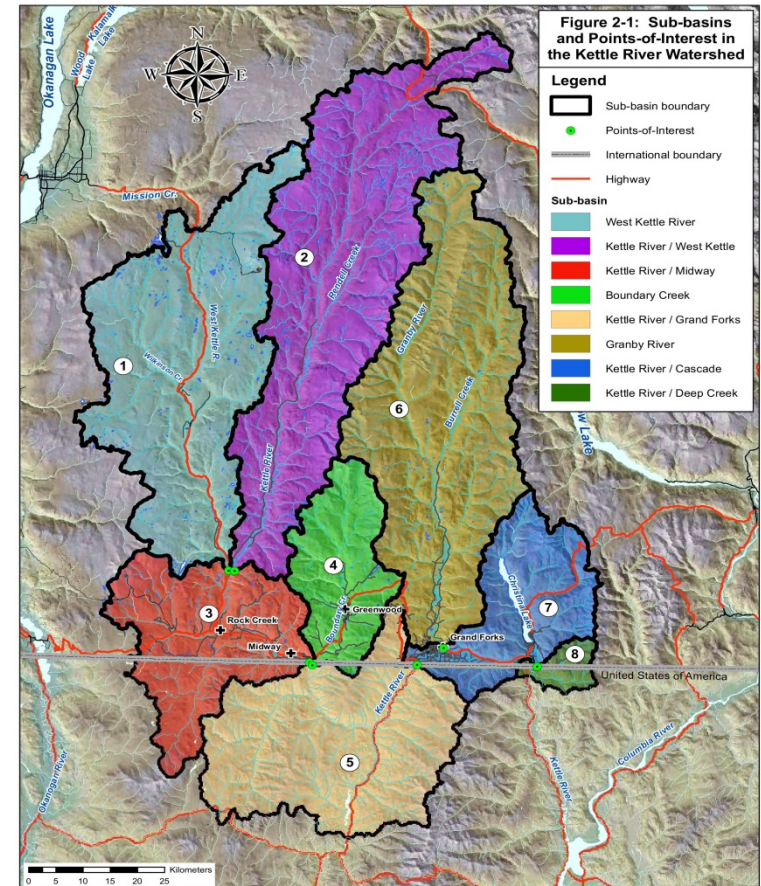 Figure 2-1: Sub-basins
and Points-of-Interest in
the Kettle River Watershed
Legend
Sub-basin boundary
Points-of-Interest
International boundary
Highway
Sub-basin
West Kettle River
Kettle River / West Kettle
Kettle River / Midway
Boundary Creek
Kettle River / Grand Forks
Granby River
Kettle River / Cascade
Kettle River / Deep Creek
Okanagan Lake
Wood
Lake
Kalamalk
Lake
N
W
E
S
Mission Cr.
2
Rendell Creek
West Kettle R.
1
Wilkinson Cr.
Granby River
Burrell Creek
6
ow Lake
Kettle River
4
3
Rock Creek
Boundary Cr.
Greenwood
Christina Lake
7
Midway
Grand Forks
8
United States of America
Kettle River
5
Okanogan River
Kettle River
Columbia River
Kilometers
0 5 10 15 20 25